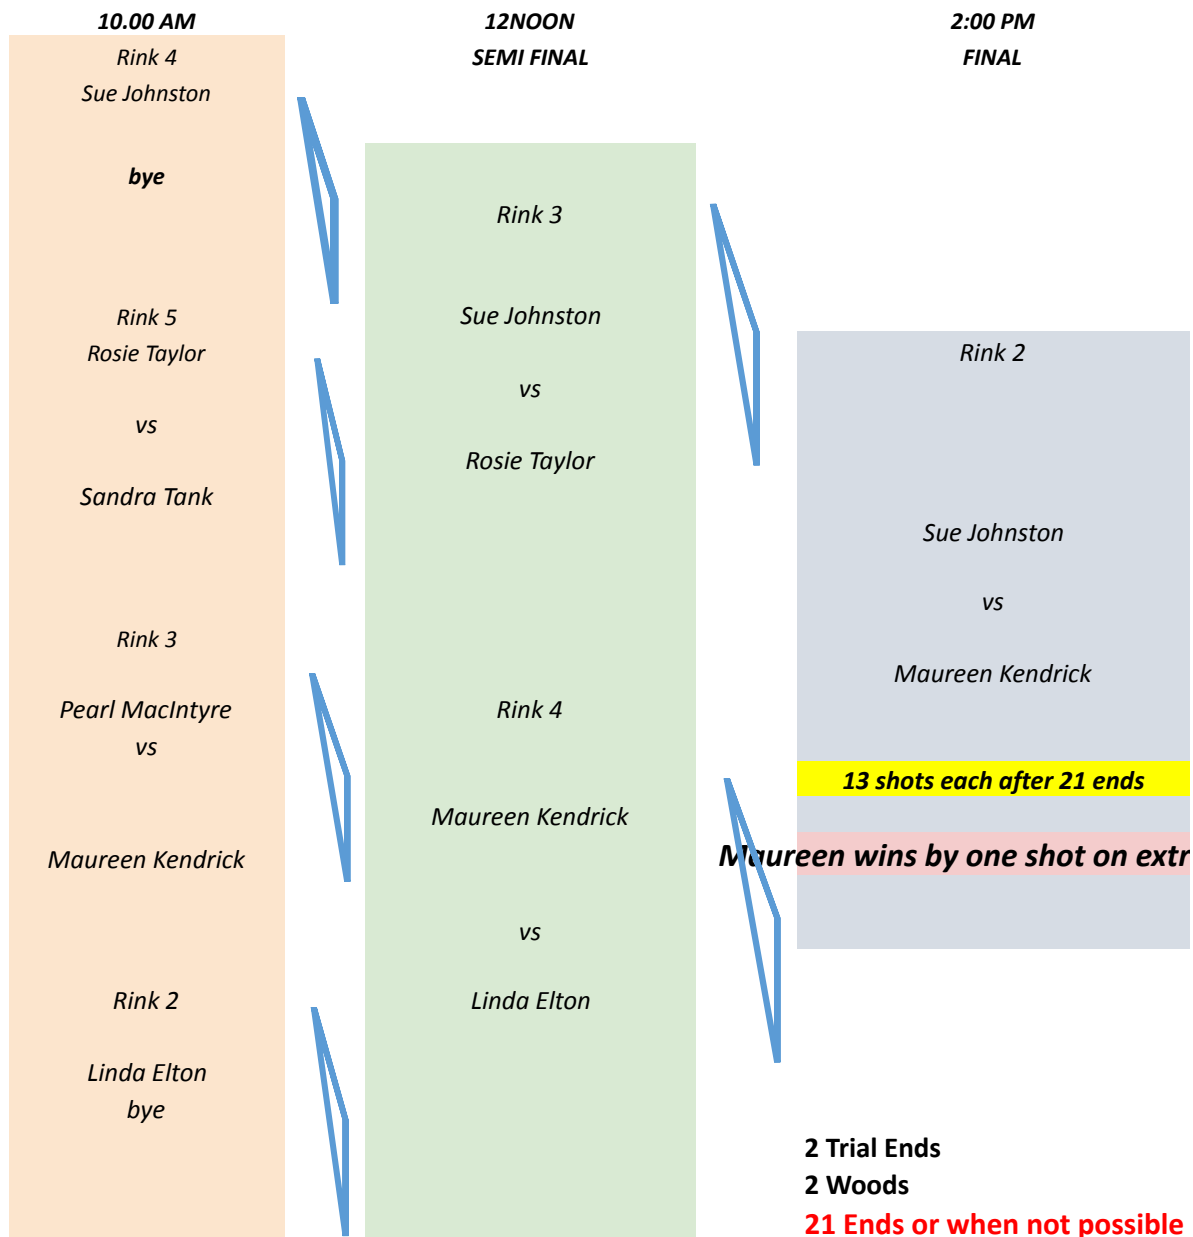 10.00 AM
Rink 4
Sue Johnston
bye
Rink 5
Rosie Taylor
vs
Sandra Tank
Rink 3
Pearl MacIntyre
vs
Maureen Kendrick
Rink 2
Linda Elton
bye
12NOON
SEMI FINAL
Rink 3
Sue Johnston
vs
Rosie Taylor
Rink 4
Maureen Kendrick
vs
Linda Elton
2:00 PM
FINAL
Rink 2
Sue Johnston
vs
Maureen Kendrick
13 shots each after 21 ends
Maureen wins by one shot on extr
2 Trial Ends
2 Woods
21 Ends or when not possible